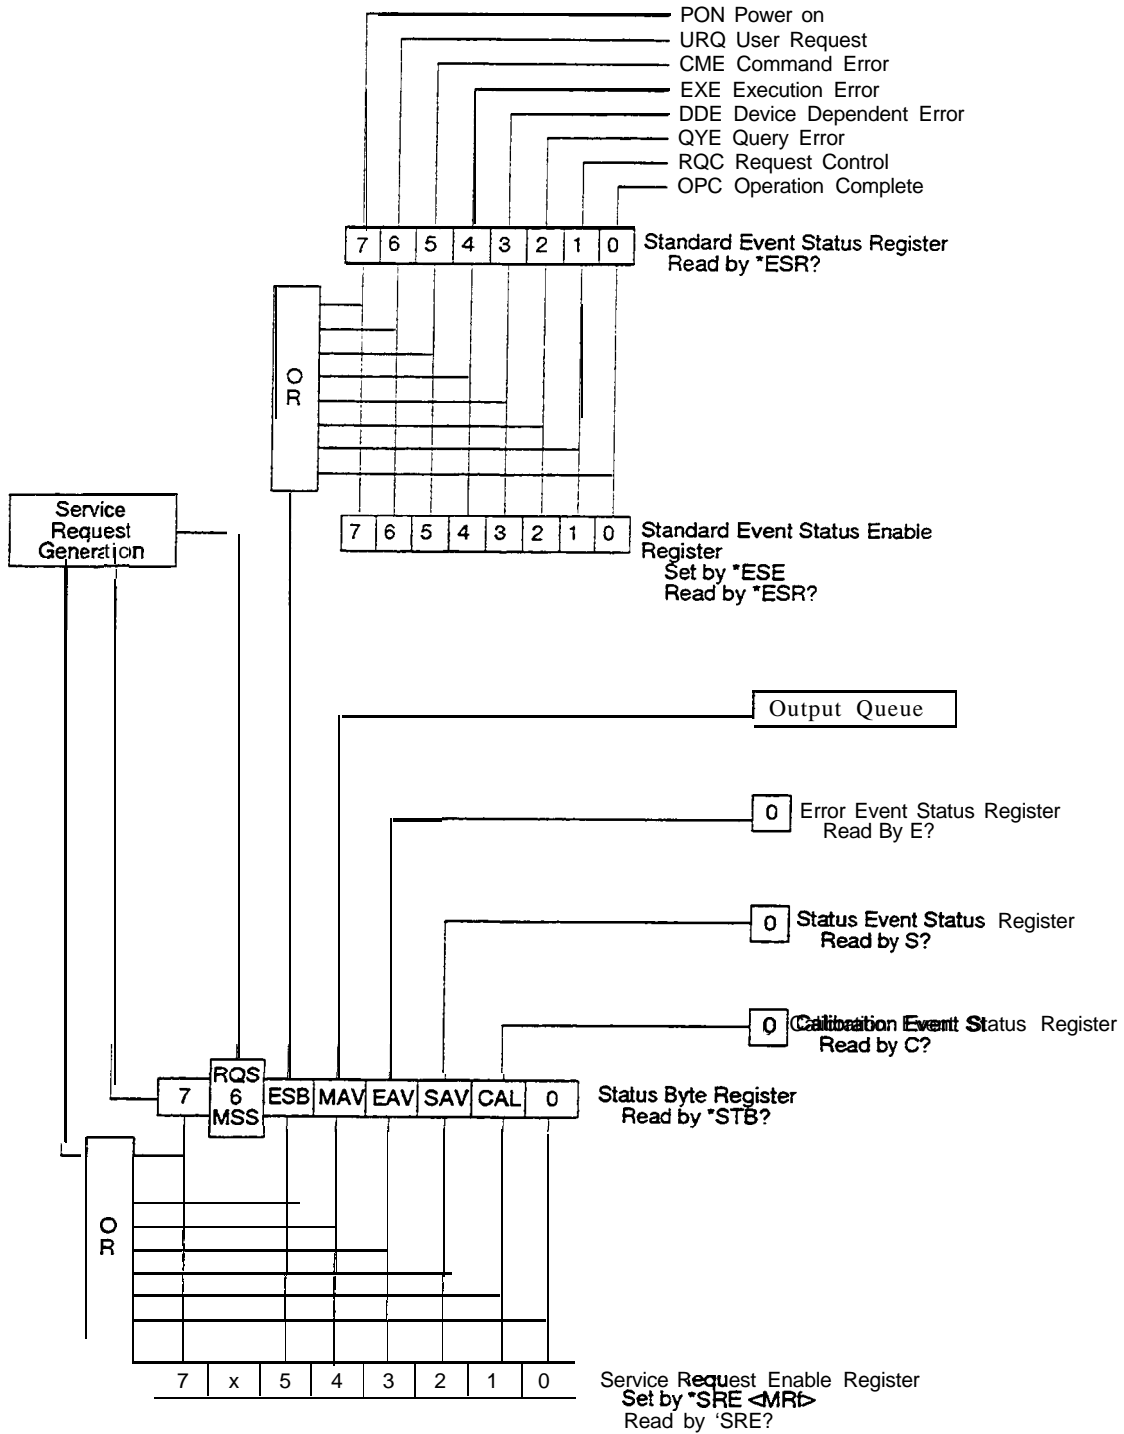 PON Power on
URQ User Request
CME Command Error
EXE Execution Error
DDE Device Dependent Error
QYE Query Error
RQC Request Control
OPC Operation Complete
7 6 5 4 3 2 1 0
Standard Event Status Register
Read by *ESR?
O
R
Service
Request
Generation
7 6 5 4 3 2 1 0
Standard Event Status Enable
Register
Set by *ESE
Read by *ESR?
Output Queue
0 Error Event Status Register
Read By E?
0 Status Event Status Register
Read by S?
0 Calibration Event Status Register
Read by C?
7 RQS 6 MSS ESB MAV EAV SAV CAL 0
Status Byte Register
Read by *STB?
O
R
7 x 5 4 3 2 1 0
Service Request Enable Register
Set by *SRE <MRf>
Read by 'SRE?